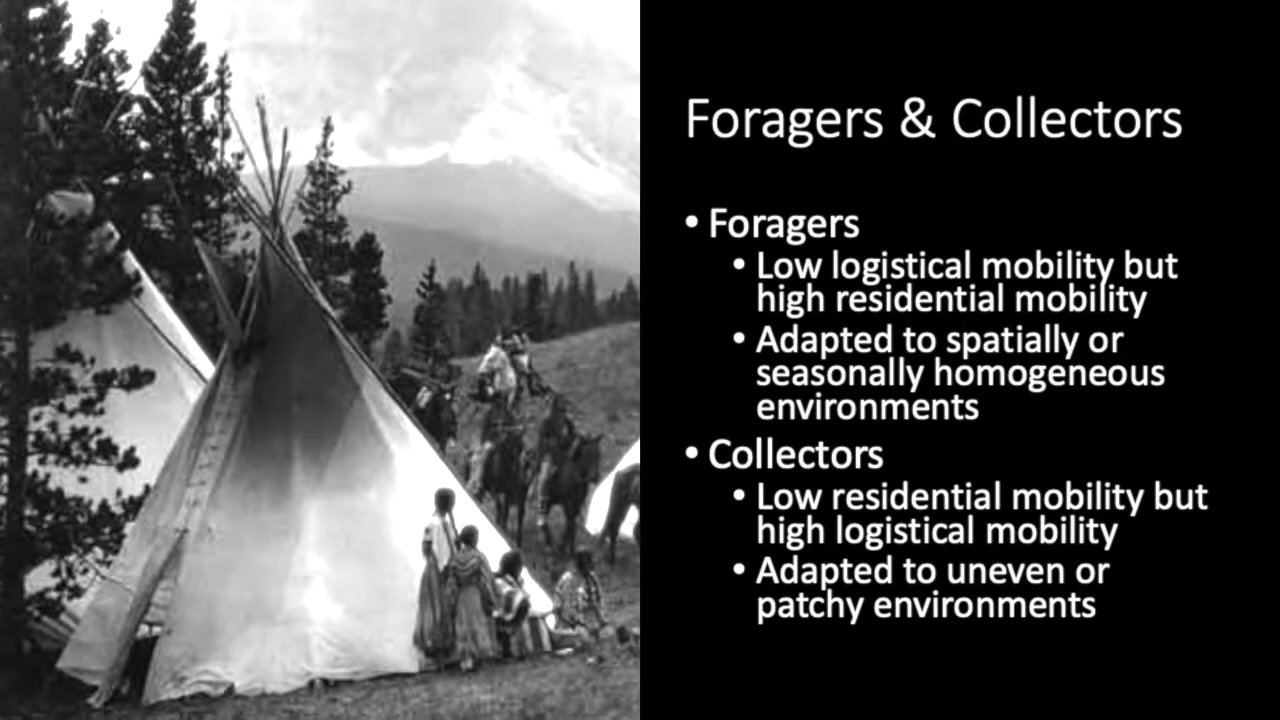 Foragers & Collectors
• Foragers
• Low logistical mobility but
high residential mobility
• Adapted to spatially or
seasonally homogeneous
environments
• Collectors
• Low residential mobility but
high logistical mobility
• Adapted to uneven or
patchy environments